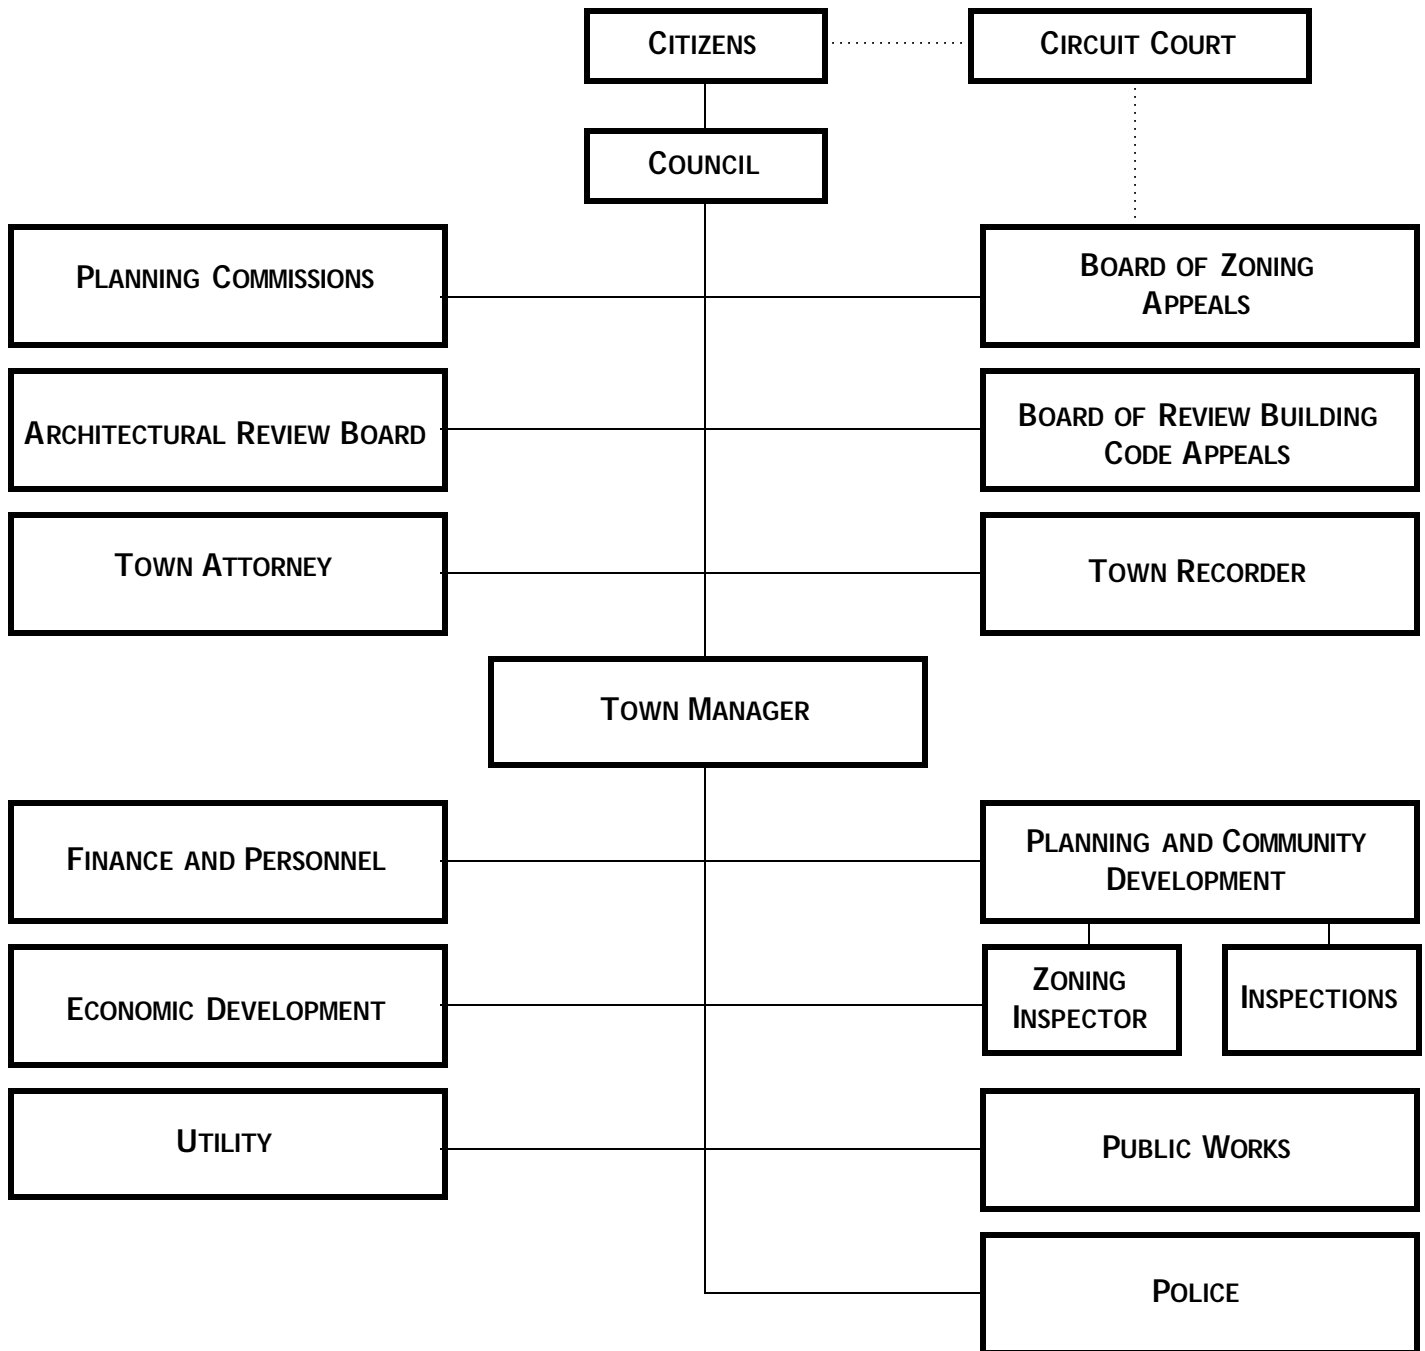 CITIZENS
CIRCUIT COURT
COUNCIL
PLANNING COMMISSIONS
BOARD OF ZONING
APPEALS
ARCHITECTURAL REVIEW BOARD
BOARD OF REVIEW BUILDING
CODE APPEALS
TOWN ATTORNEY
TOWN RECORDER
TOWN MANAGER
FINANCE AND PERSONNEL
PLANNING AND COMMUNITY
DEVELOPMENT
ECONOMIC DEVELOPMENT
ZONING
INSPECTOR
INSPECTIONS
UTILITY
PUBLIC WORKS
POLICE